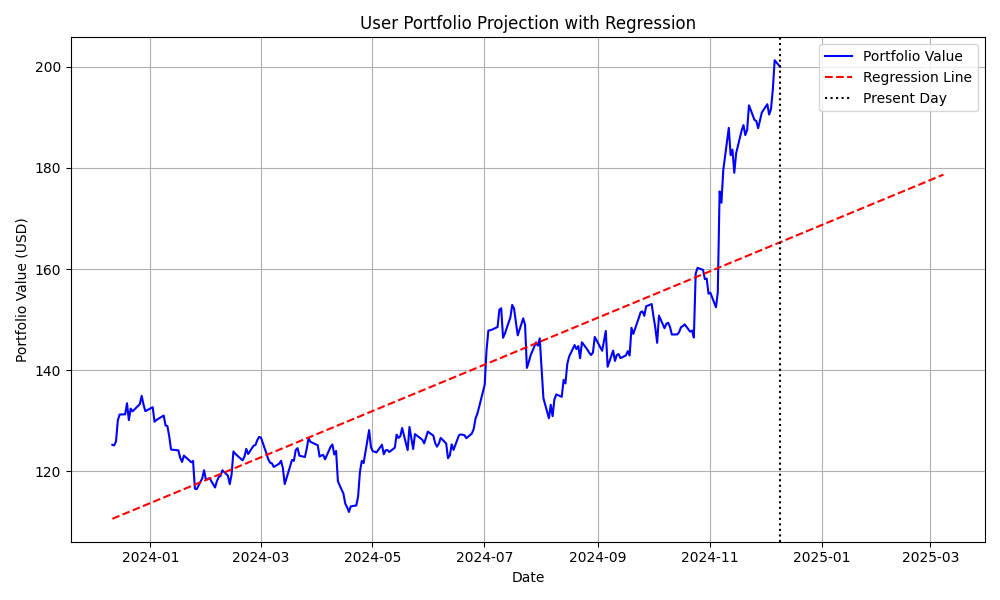 User Portfolio Projection with Regression
Portfolio Value
Regression Line
Present Day
Portfolio Value (USD)
200
180
160
140
120
2024-01
2024-03
2024-05
2024-07
2024-09
2024-11
2025-01
2025-03
Date